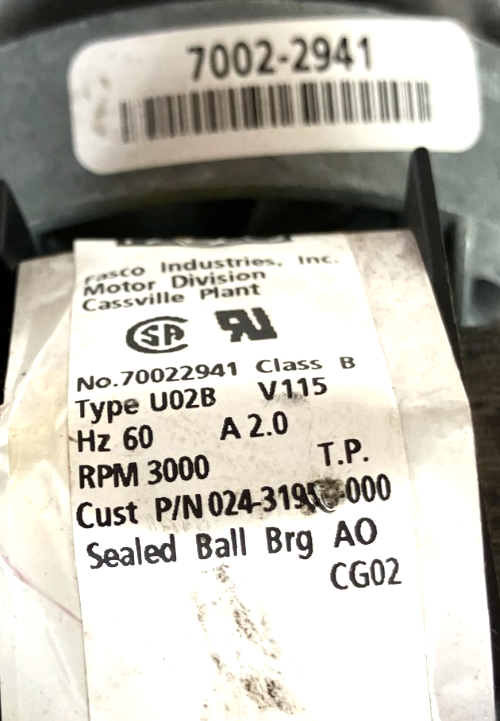 7002-2941
Fasco Industries, Inc.
Motor Division
Cassville Plant
No.70022941 Class B
Type U02B V115
Hz 60 A 2.0
RPM 3000 T.P.
Cust P/N
Sealed Ball Brg AO
CG02